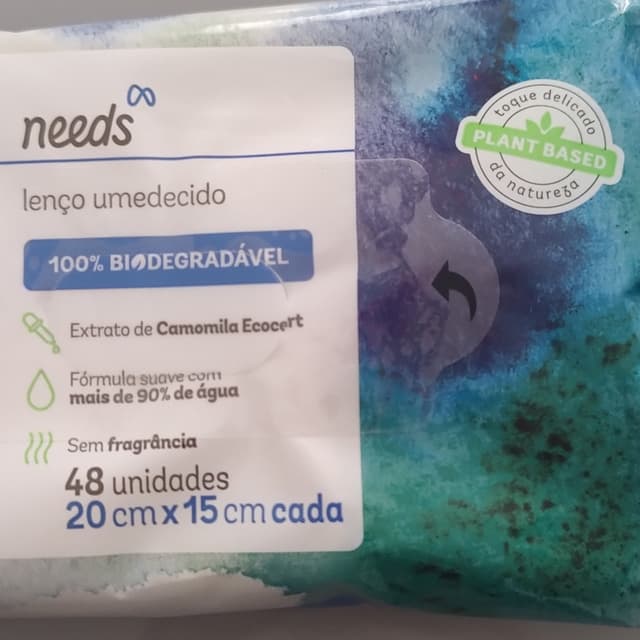 needs
lenço umedecido
100% BIODEGRADÁVEL
Extrato de Camomila Ecocert
Fórmula suave com
mais de 90% de água
Sem fragrância
48 unidades
20 cm x 15 cm cada
toque delicado
PLANT BASED
da natureza